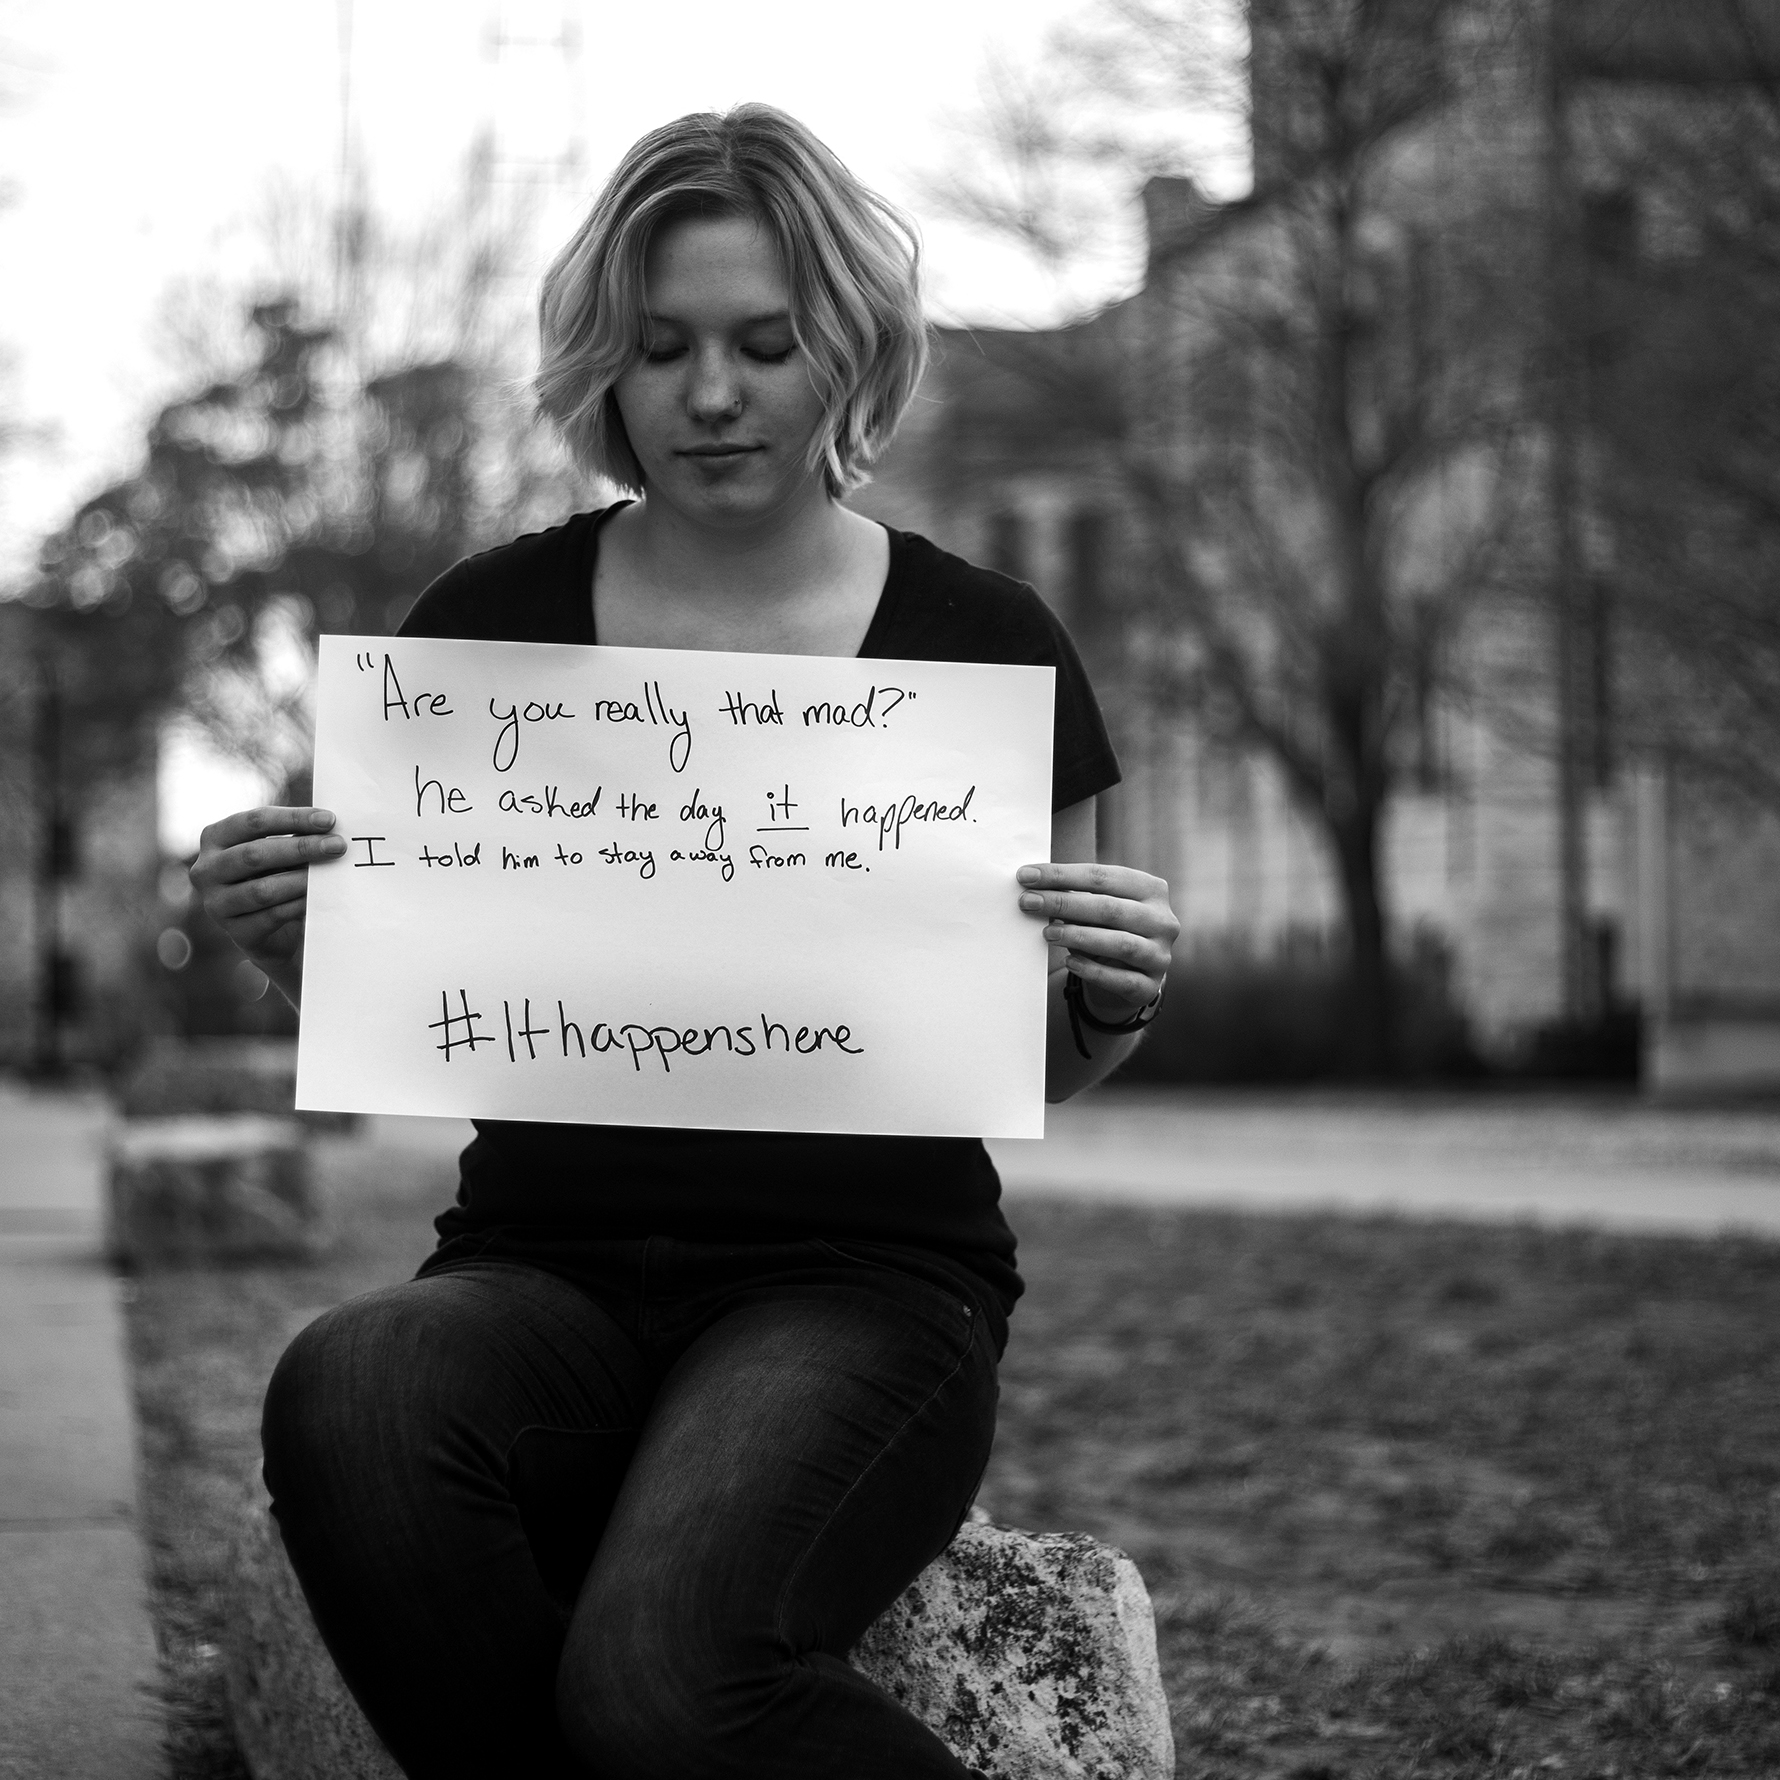 "Are you really that mad?"
he asked the day it happened.
I told him to stay away from me.
#Ithappenshere